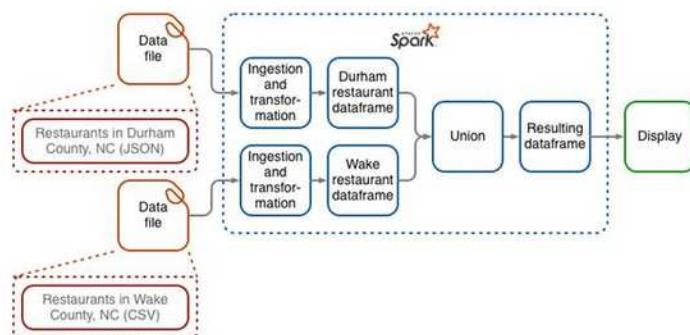 Data
file
Restaurants in Durham
County, NC (JSON)
Data
file
Restaurants in Wake
County, NC (CSV)
APACHE
Spark
Ingestion
and
transfor-
mation
Durham
restaurant
dataframe
Ingestion
and
transfor-
mation
Wake
restaurant
dataframe
Union
Resulting
dataframe
Display